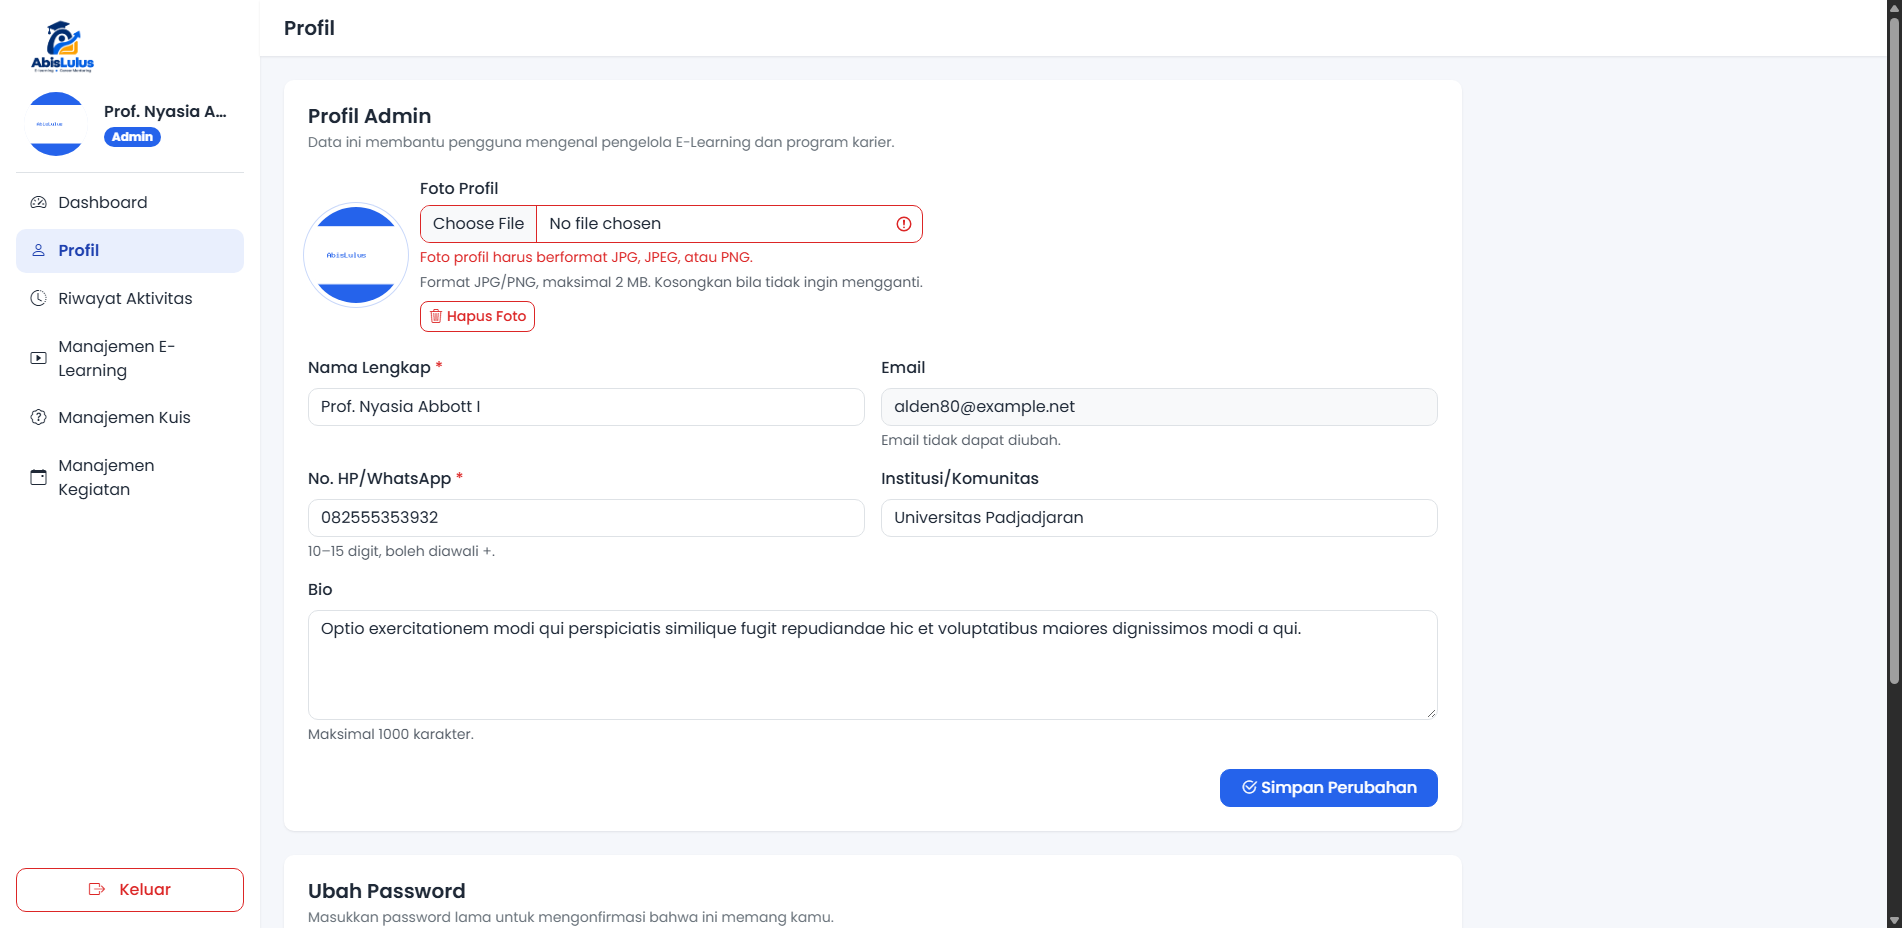 AbisLulus
Prof. Nyasia A...
Admin
Dashboard
Profil
Riwayat Aktivitas
Manajemen E-
Learning
Manajemen Kuis
Manajemen
Kegiatan
Keluar
Profil
Profil Admin
Data ini membantu pengguna mengenal pengelola E-Learning dan program karier.
AbisLulus
Foto Profil
Choose File No file chosen
Foto profil harus berformat JPG, JPEG, atau PNG.
Format JPG/PNG, maksimal 2 MB. Kosongkan bila tidak ingin mengganti.
Hapus Foto
Nama Lengkap *
Prof. Nyasia Abbott I
Email
alden80@example.net
Email tidak dapat diubah.
No. HP/WhatsApp *
082555353932
10–15 digit, boleh diawali +.
Institusi/Komunitas
Universitas Padjadjaran
Bio
Optio exercitationem modi qui perspiciatis similique fugit repudiandae hic et voluptatibus maiores dignissimos modi a qui.
Maksimal 1000 karakter.
Simpan Perubahan
Ubah Password
Masukkan password lama untuk mengonfirmasi bahwa ini memang kamu.